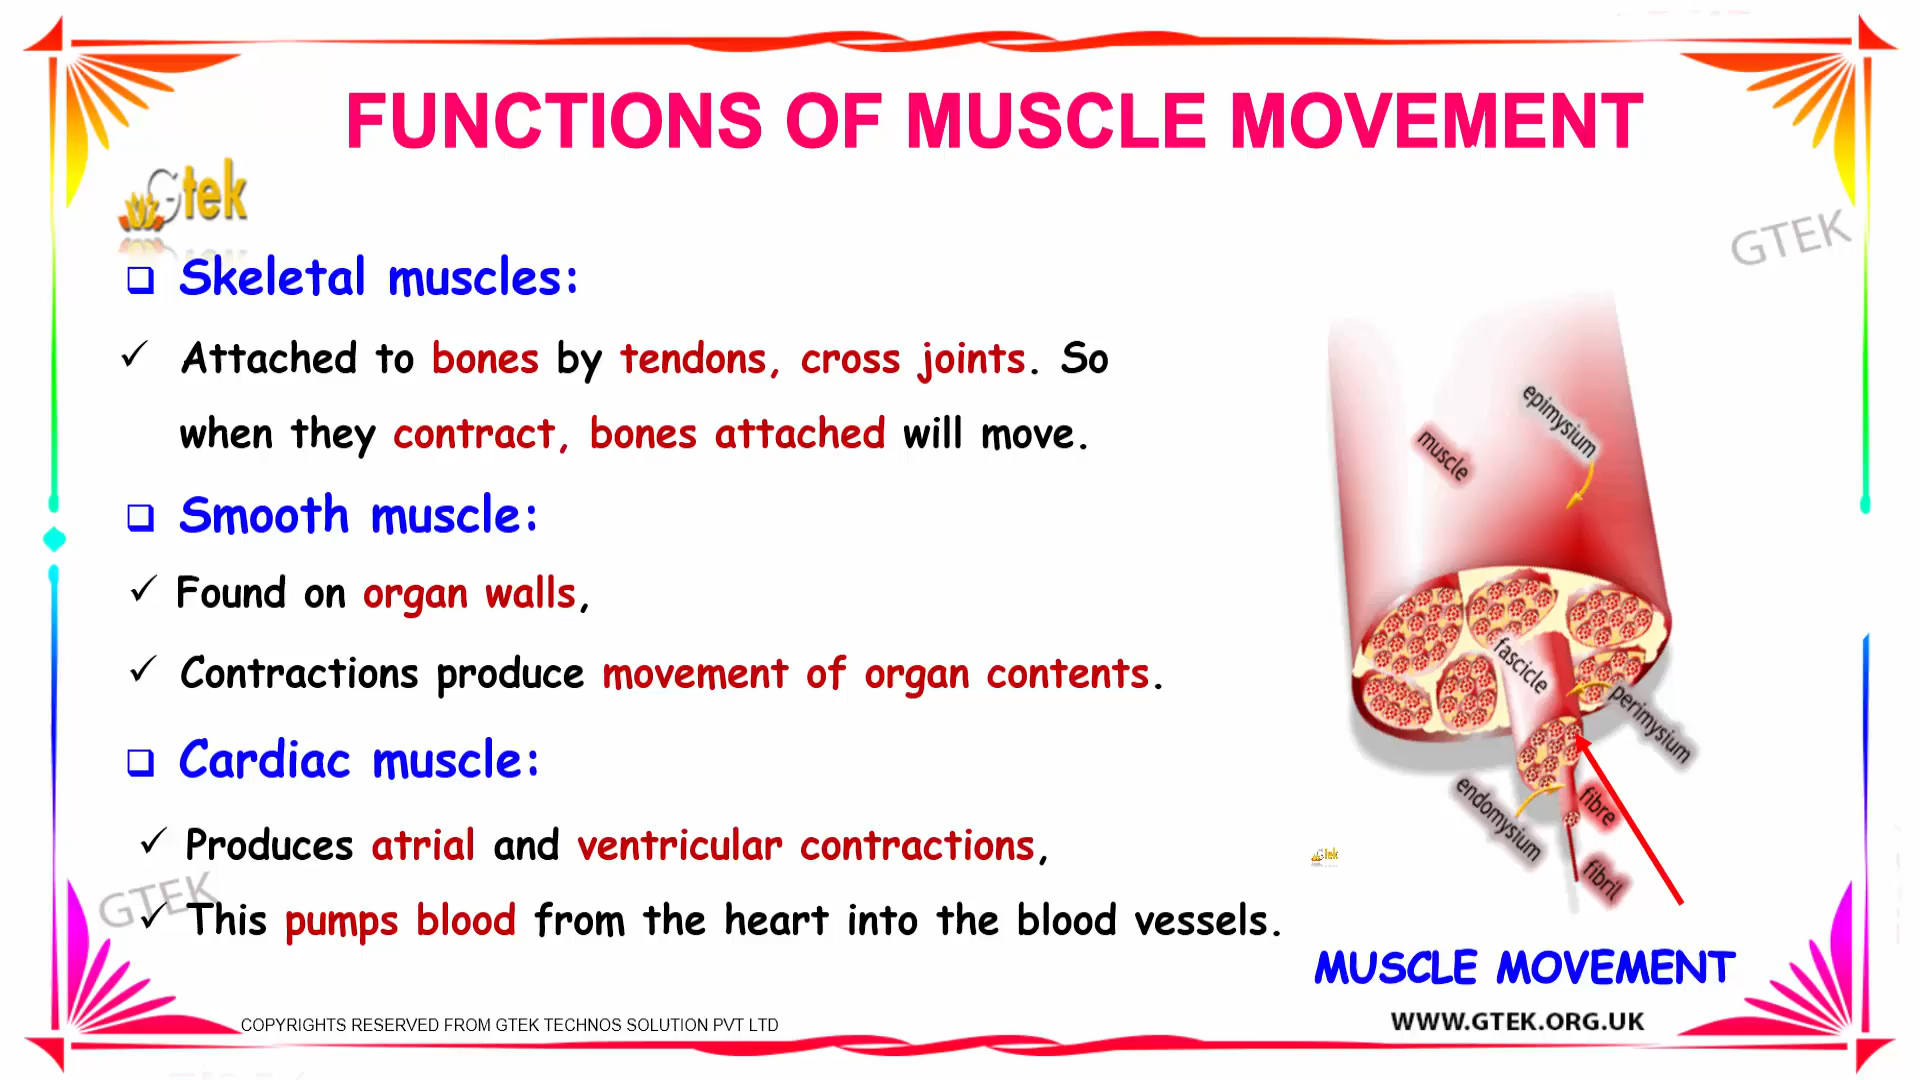 FUNCTIONS OF MUSCLE MOVEMENT
Gtek
GTEK
Skeletal muscles:
Attached to bones by tendons, cross joints. So
when they contract, bones attached will move.
Smooth muscle:
Found on organ walls,
Contractions produce movement of organ contents.
Cardiac muscle:
Produces atrial and ventricular contractions,
This pumps blood from the heart into the blood vessels.
GTEK
epimysium
muscle
fascicle
perimysium
endomysium
fibre
fibril
Gtek
MUSCLE MOVEMENT
COPYRIGHTS RESERVED FROM GTEK TECHNOS SOLUTION PVT LTD
WWW.GTEK.ORG.UK